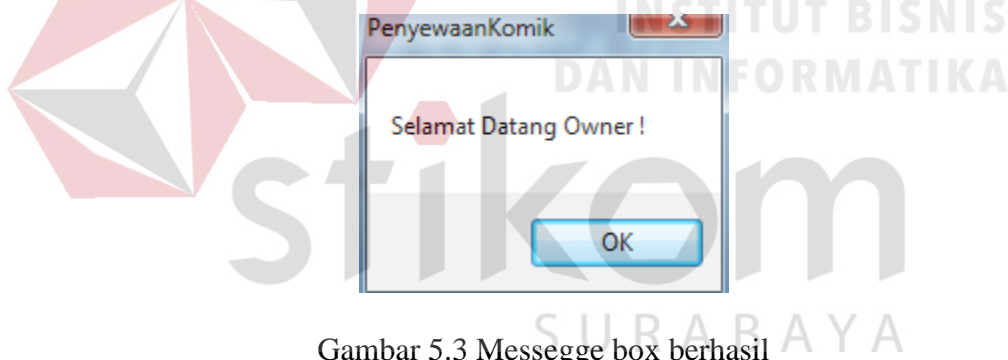 INSTITUT BISNIS
PenyewaanKomik
DAN INFORMATIKA
Selamat Datang Owner !
stikom
OK
SURABAYA
Gambar 5.3 Messegge box berhasil